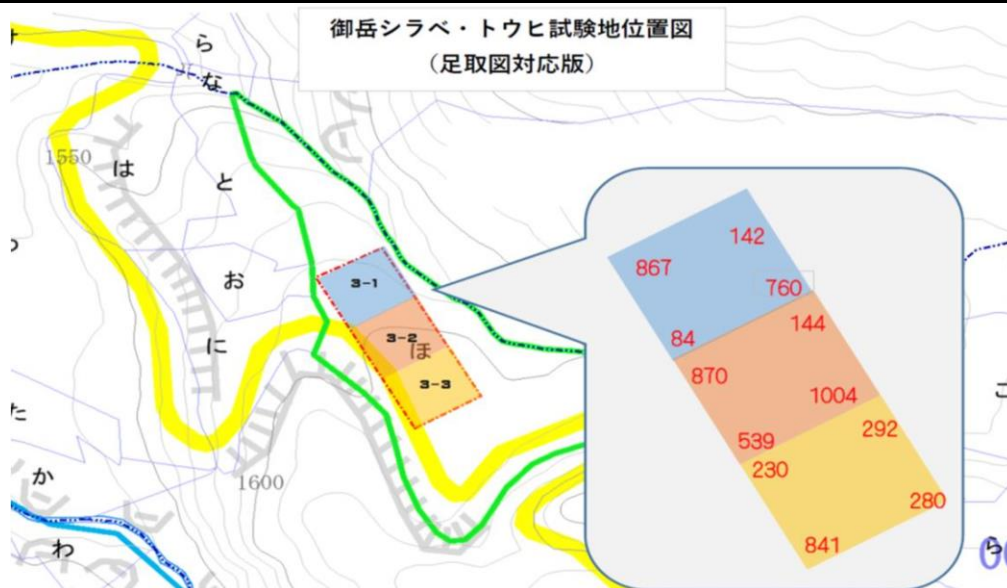 御岳シラベ・トウヒ試験地位置図
（足取図対応版）
ら
な
1550
は
と
お
に
3-1
3-2
ほ
3-3
1600
た
か
わ
142
867
760
84
144
870
1004
539
292
230
280
841
こ
ら